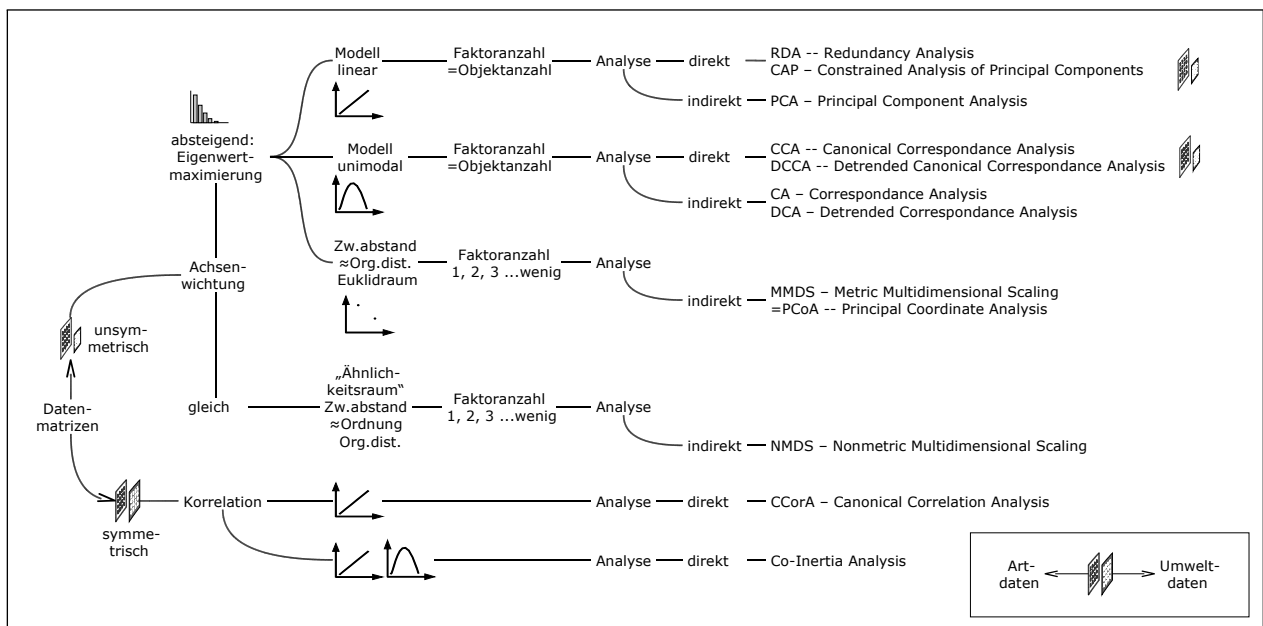 Modell
linear
Faktoranzahl
=Objektanzahl
Analyse
direkt
RDA -- Redundancy Analysis
CAP – Constrained Analysis of Principal Components
indirekt
PCA – Principal Component Analysis
absteigend:
Eigenwert-
maximierung
Modell
unimodal
Faktoranzahl
=Objektanzahl
Analyse
direkt
CCA -- Canonical Correspondance Analysis
DCCA –- Detrended Canonical Correspondance Analysis
indirekt
CA – Correspondance Analysis
DCA – Detrended Correspondance Analysis
Achsen-
wichtung
Zw.abstand
≈Org.dist.
Euklidraum
Faktoranzahl
1, 2, 3 ...wenig
Analyse
indirekt
MMDS – Metric Multidimensional Scaling
=PCoA -- Principal Coordinate Analysis
unsym-
metrisch
Daten-
matrizen
gleich
„Ähnlich-
keitsraum“
Zw.abstand
≈Ordnung
Org.dist.
Faktoranzahl
1, 2, 3 ...wenig
Analyse
indirekt
NMDS – Nonmetric Multidimensional Scaling
symme-
trisch
Korrelation
Analyse
direkt
CCorA – Canonical Correlation Analysis
Analyse
direkt
Co-Inertia Analysis
Art-
daten
Umwelt-
daten